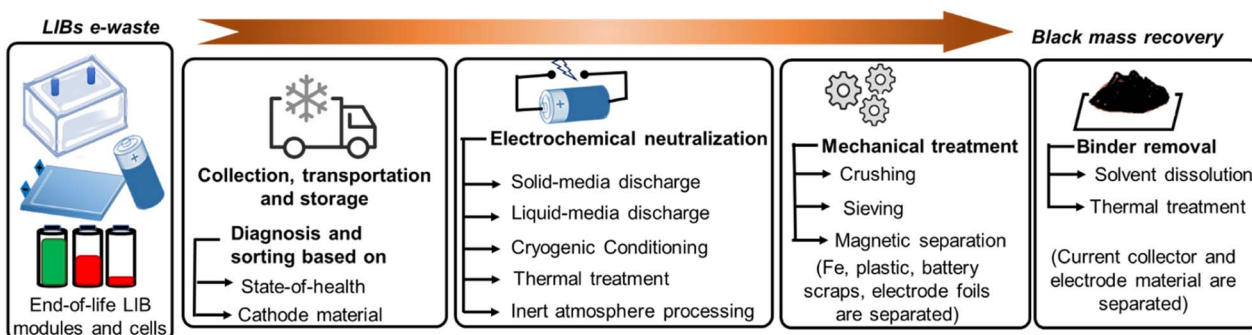 LIBs e-waste
Black mass recovery
End-of-life LIB
modules and cells
Collection, transportation
and storage
Diagnosis and
sorting based on
State-of-health
Cathode material
Electrochemical neutralization
Solid-media discharge
Liquid-media discharge
Cryogenic Conditioning
Thermal treatment
Inert atmosphere processing
Mechanical treatment
Crushing
Sieving
Magnetic separation
(Fe, plastic, battery
scraps, electrode foils
are separated)
Binder removal
Solvent dissolution
Thermal treatment
(Current collector and
electrode material are
separated)